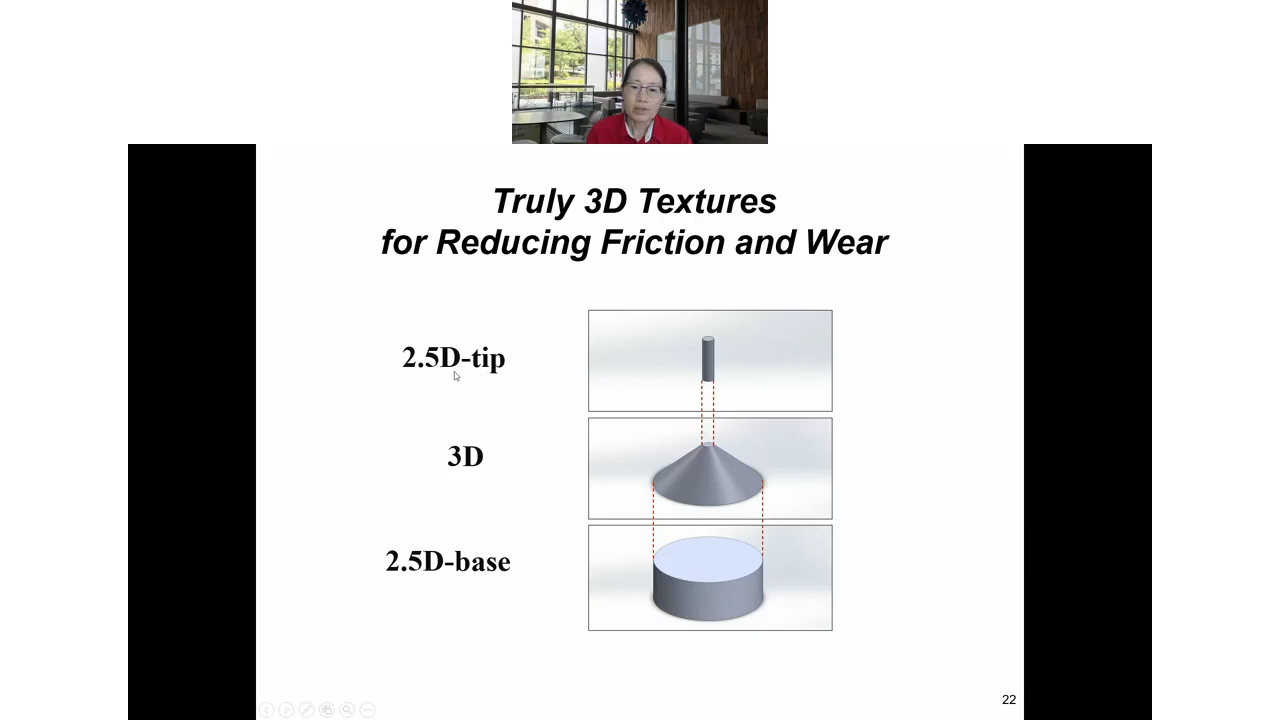 Truly 3D Textures
for Reducing Friction and Wear
2.5D-tip
3D
2.5D-base
22